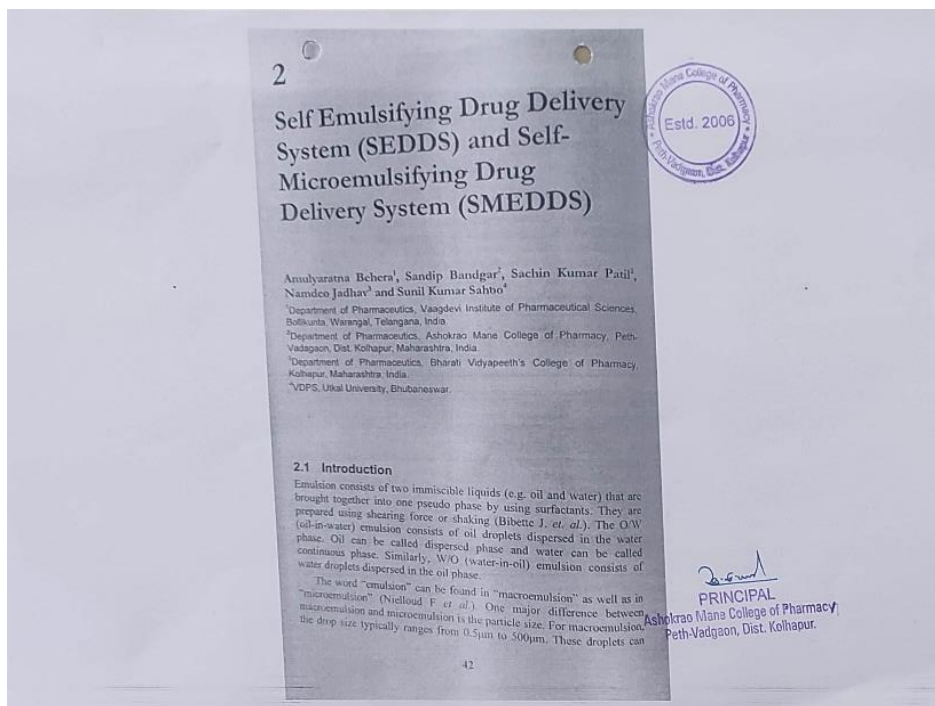 2
Self Emulsifying Drug Delivery
System (SEDDS) and Self-
Microemulsifying Drug
Delivery System (SMEDDS)
Amulyaratna Behera¹, Sandip Bandgar², Sachin Kumar Patil²,
Namdeo Jadhav³ and Sunil Kumar Sahoo⁴
¹Department of Pharmaceutics, Vaagdevi Institute of Pharmaceutical Sciences,
Bollikunta, Warangal, Telangana, India.
²Department of Pharmaceutics, Ashokrao Mane College of Pharmacy, Peth-
Vadagaon, Dist. Kolhapur, Maharashtra, India.
³Department of Pharmaceutics, Bharati Vidyapeeth's College of Pharmacy,
Kolhapur, Maharashtra, India.
⁴VDPS, Utkal University, Bhubaneswar.
2.1 Introduction
Emulsion consists of two immiscible liquids (e.g. oil and water) that are
brought together into one pseudo phase by using surfactants. They are
prepared using shearing force or shaking (Bibette J. et. al.). The O/W
(oil-in-water) emulsion consists of oil droplets dispersed in the water
phase. Oil can be called dispersed phase and water can be called
continuous phase. Similarly, W/O (water-in-oil) emulsion consists of
water droplets dispersed in the oil phase.
The word "emulsion" can be found in "macroemulsion" as well as in
"microemulsion" (Nielloud F et al.). One major difference between
macroemulsion and microemulsion is the particle size. For macroemulsion,
the drop size typically ranges from 0.5μm to 500μm. These droplets can
42
Ashokrao Mane College of Pharmacy
Estd. 2006
Peth-Vadgaon, Dist. Kolhapur
PRINCIPAL
Ashokrao Mane College of Pharmacy
Peth-Vadgaon, Dist. Kolhapur.